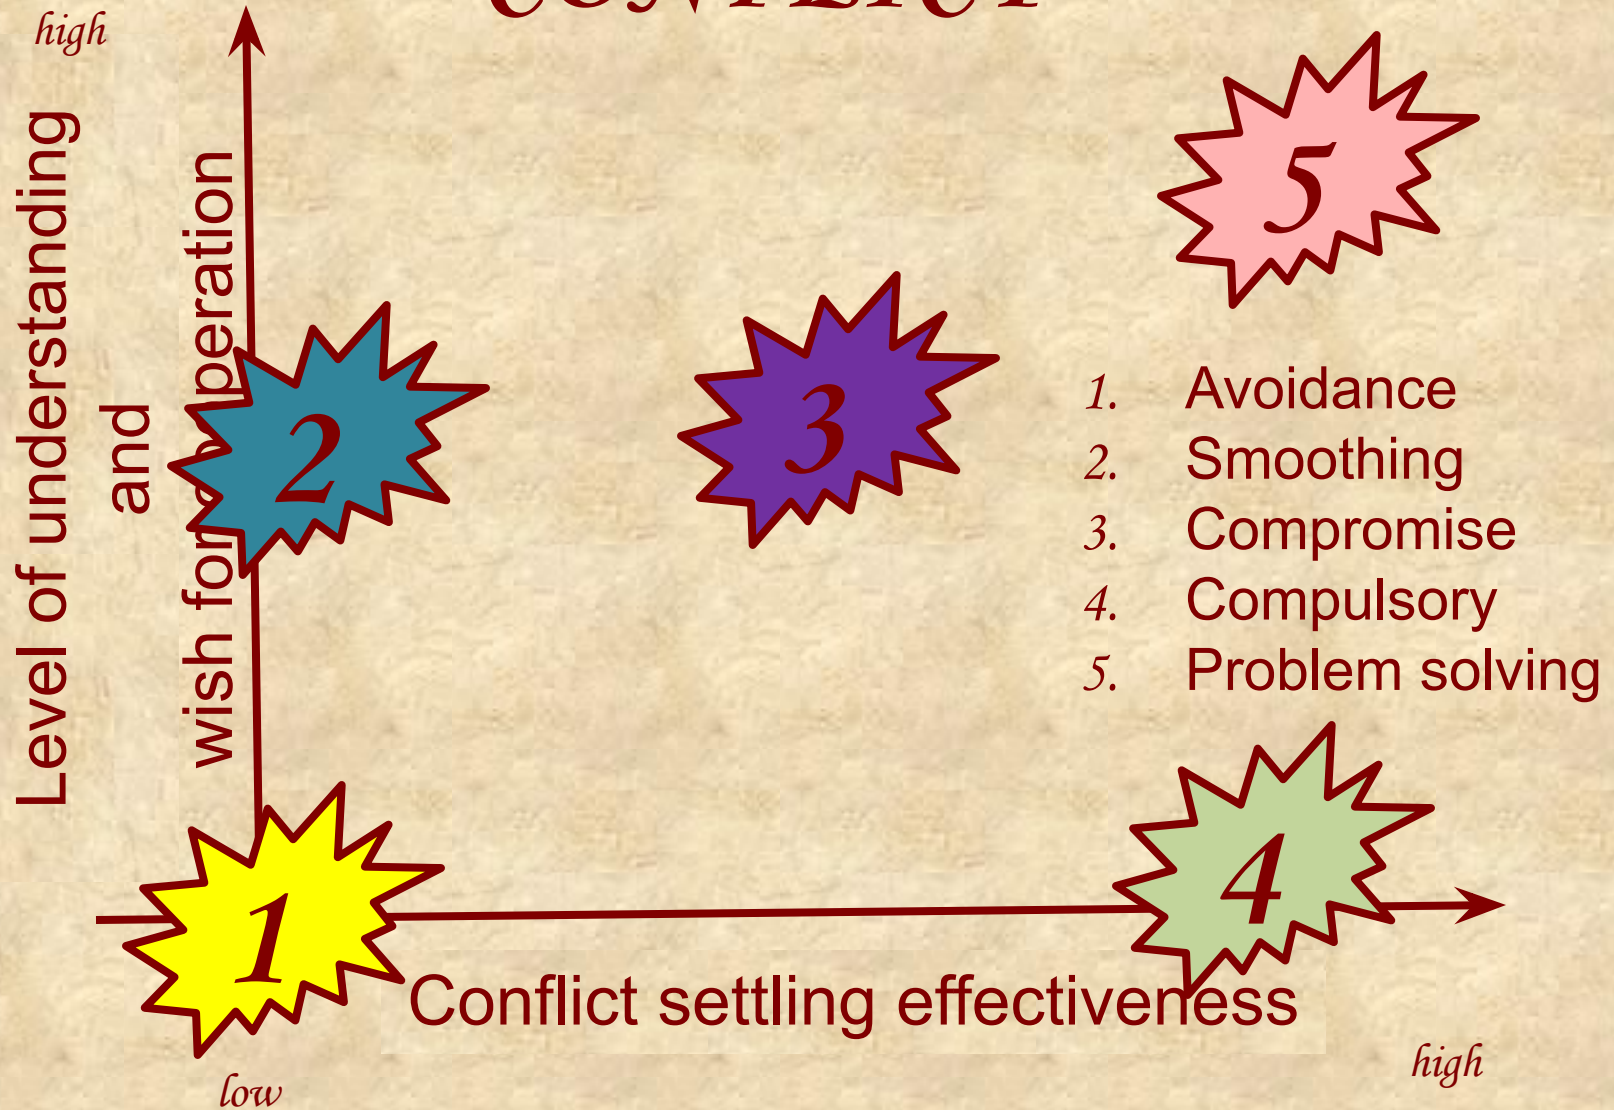 CONFLICT
high
Level of understanding
and
wish for
5
2
3
1. Avoidance
2. Smoothing
3. Compromise
4. Compulsory
5. Problem solving
4
1
Conflict settling effectiveness
high
low